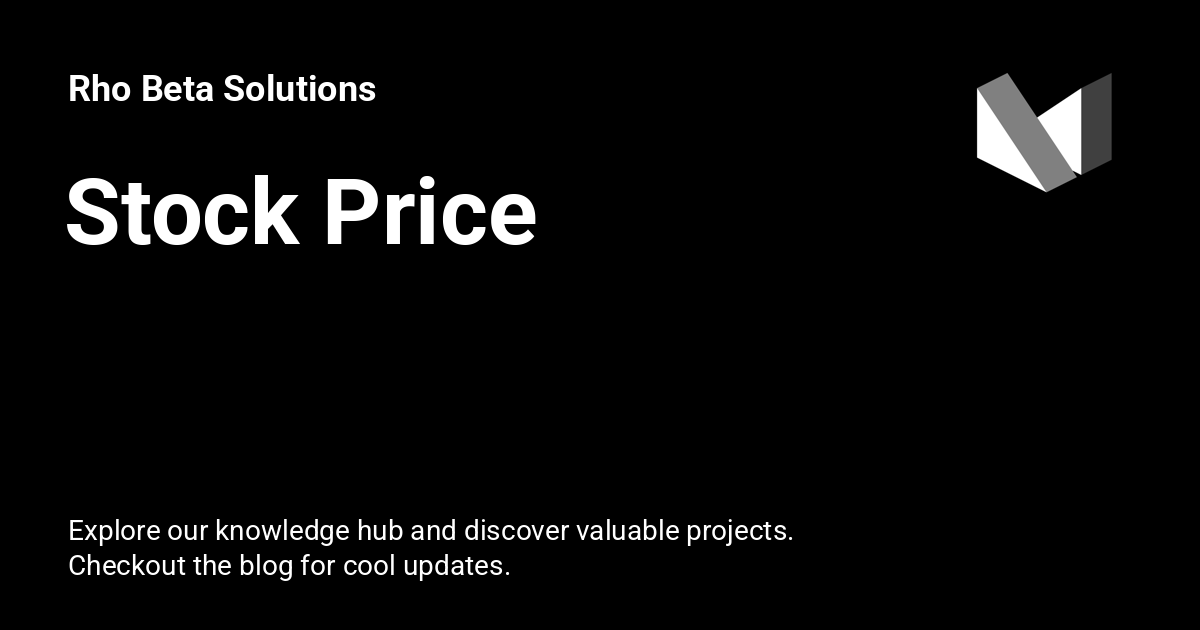 Rho Beta Solutions
Stock Price
Explore our knowledge hub and discover valuable projects.
Checkout the blog for cool updates.